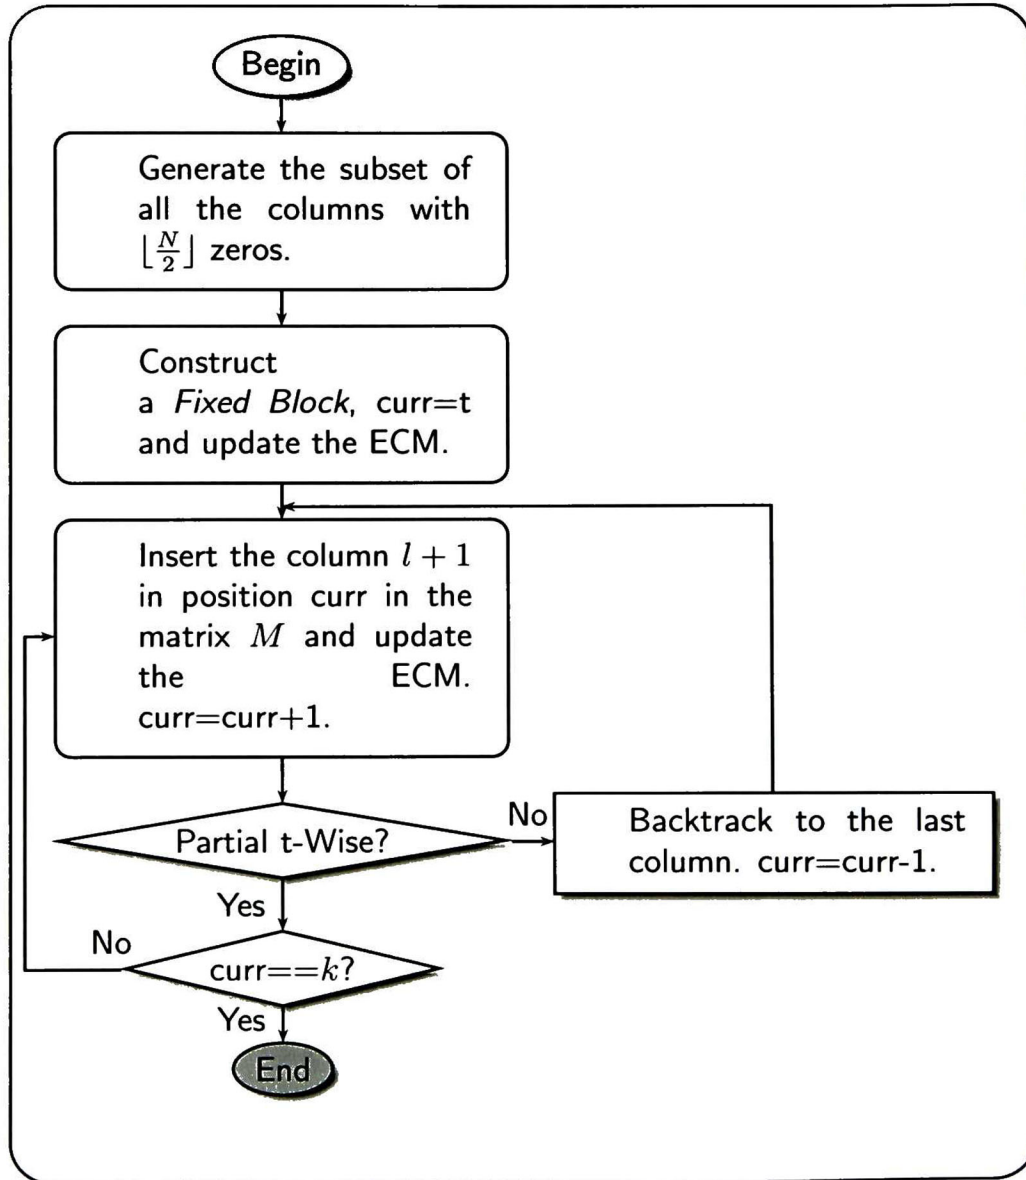 Begin
Generate the subset of
all the columns with
⌊N/2⌋ zeros.
Construct
a Fixed Block, curr=t
and update the ECM.
Insert the column l + 1
in position curr in the
matrix M and update
the ECM.
curr=curr+1.
Partial t-Wise?
No
Backtrack to the last
column. curr=curr-1.
Yes
No
curr==k?
Yes
End